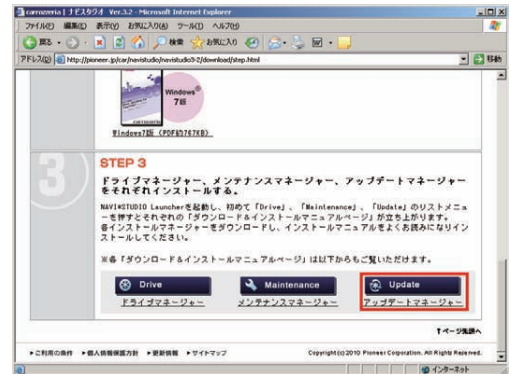 carrozzeria | ナビスタジオ Ver.3.2 - Microsoft Internet Explorer
ファイル(F) 編集(E) 表示(V) お気に入り(A) ツール(T) ヘルプ(H)
戻る 検索 お気に入り
アドレス(D) http://pioneer.jp/car/navistudio/navistudio3-2/download/step.html 移動
Windows®
7版
Windows7版 (PDF約767KB)
3
STEP 3
ドライブマネージャー、メンテナンスマネージャー、アップデートマネージャー
をそれぞれインストールする。
NAVI*STUDIO Launcherを起動し、初めて「Drive」、「Maintenance」、「Update」のリストメニュ
ーを押すとそれぞれの「ダウンロード&インストールマニュアルページ」が立ち上がります。
各インストールマネージャーをダウンロードし、インストールマニュアルをよくお読みになりイン
ストールしてください。
※各「ダウンロード&インストールマニュアルページ」は以下からもご覧いただけます。
Drive Maintenance Update
ドライブマネージャー メンテナンスマネージャー アップデートマネージャー
ページ先頭へ
ご利用の条件 個人情報保護方針 更新情報 サイトマップ Copyright(c)2010 Pioneer Corporation. All Rights Reserved.
インターネット